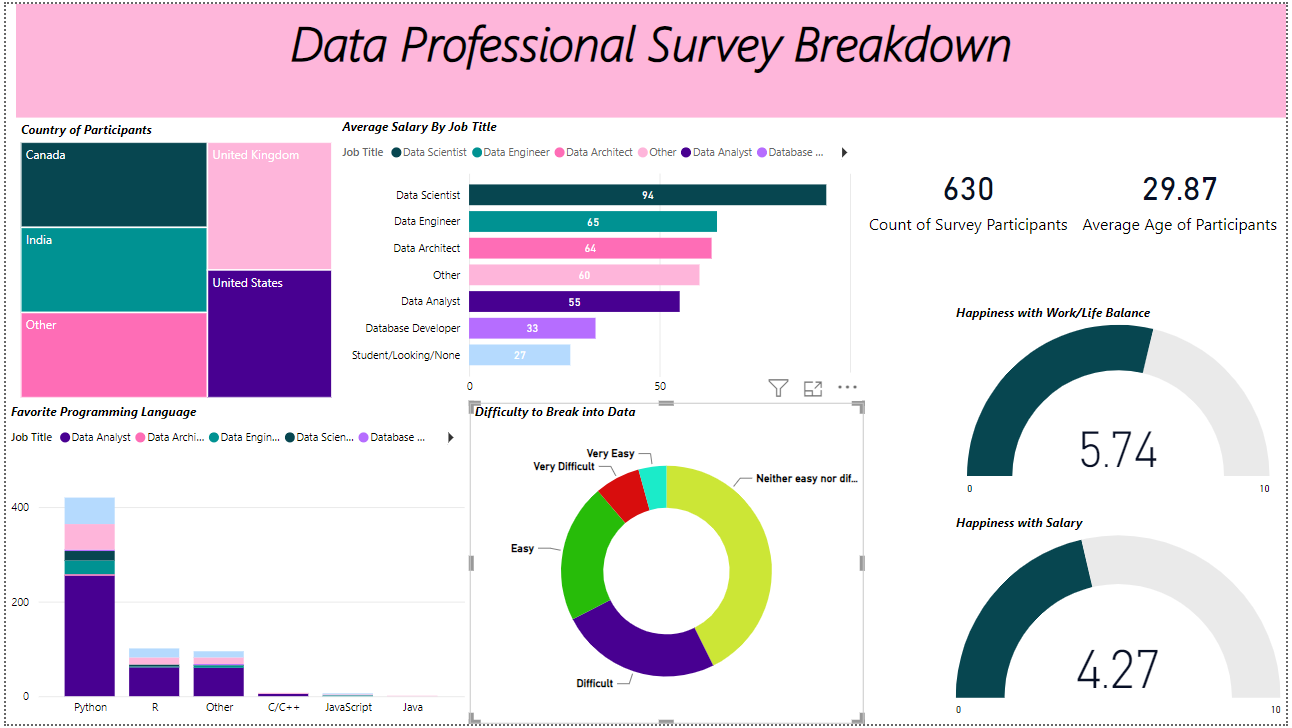 Data Professional Survey Breakdown
Country of Participants
Canada
United Kingdom
India
United States
Other
Average Salary By Job Title
Job Title Data Scientist Data Engineer Data Architect Other Data Analyst Database ...
Data Scientist 94
Data Engineer 65
Data Architect 64
Other 60
Data Analyst 55
Database Developer 33
Student/Looking/None 27
0 50
630
Count of Survey Participants
29.87
Average Age of Participants
Happiness with Work/Life Balance
5.74
0 10
Favorite Programming Language
Job Title Data Analyst Data Archi... Data Engin... Data Scien... Database ...
400
200
0
Python R Other C/C++ JavaScript Java
Difficulty to Break into Data
Very Easy
Very Difficult
Neither easy nor dif...
Easy
Difficult
Happiness with Salary
4.27
0 10